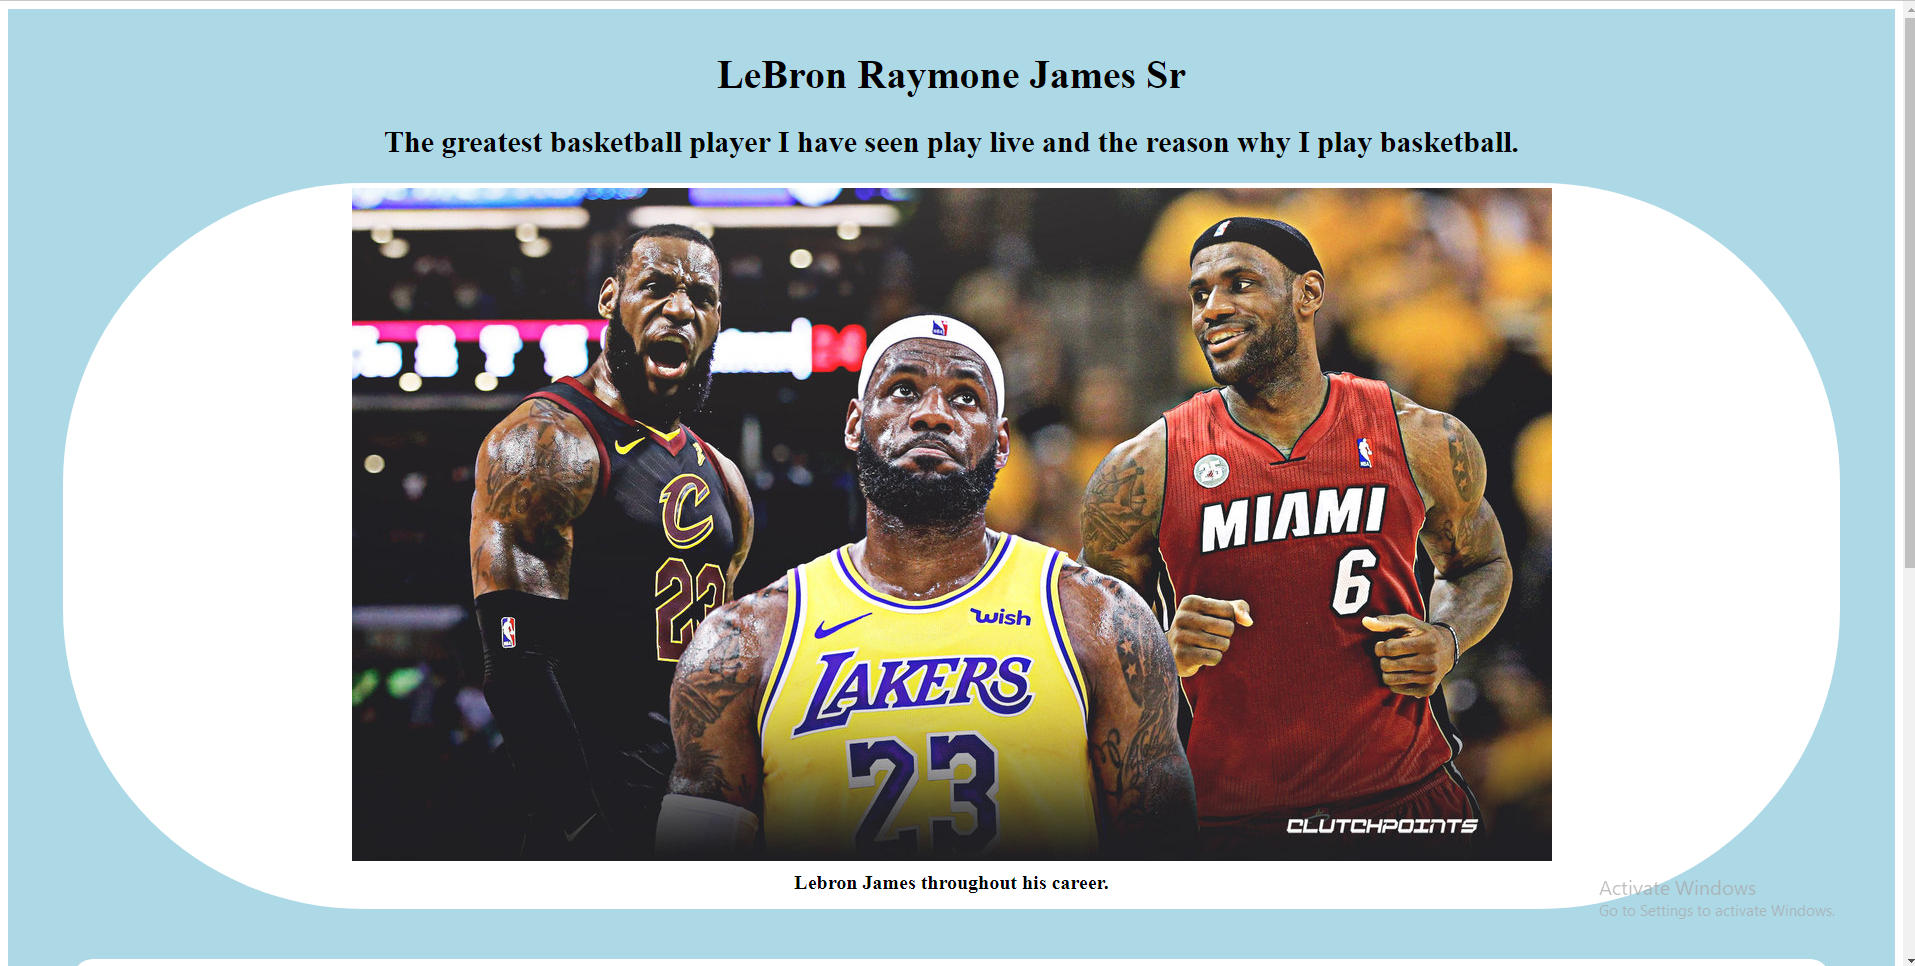 LeBron Raymone James Sr
The greatest basketball player I have seen play live and the reason why I play basketball.
C
23
25
MIAMI
6
wish
LAKERS
23
CLUTCHPOINTS
Lebron James throughout his career.
Activate Windows
Go to Settings to activate Windows.